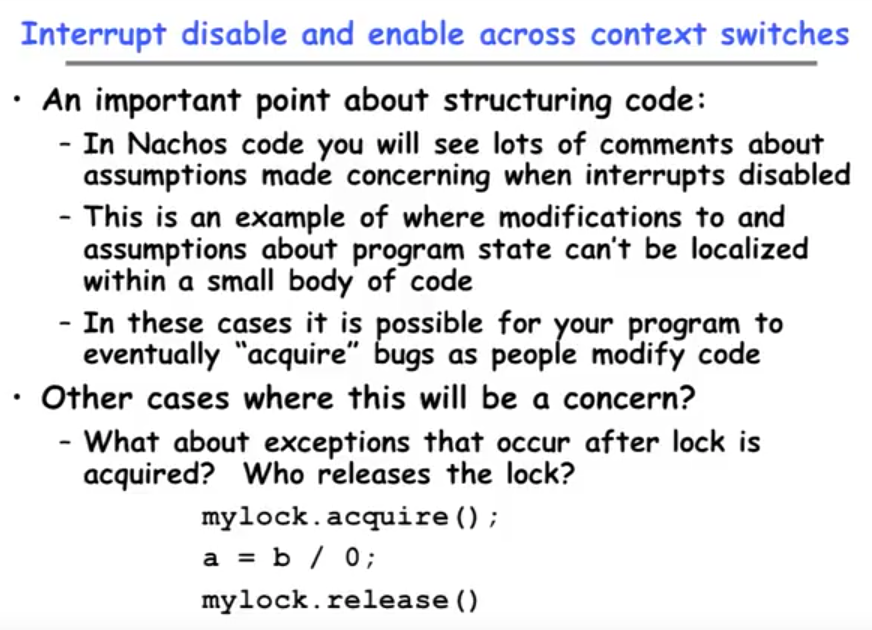 Interrupt disable and enable across context switches
• An important point about structuring code:
– In Nachos code you will see lots of comments about
assumptions made concerning when interrupts disabled
– This is an example of where modifications to and
assumptions about program state can't be localized
within a small body of code
– In these cases it is possible for your program to
eventually “acquire” bugs as people modify code
• Other cases where this will be a concern?
– What about exceptions that occur after lock is
acquired? Who releases the lock?
mylock.acquire();
a = b / 0;
mylock.release()